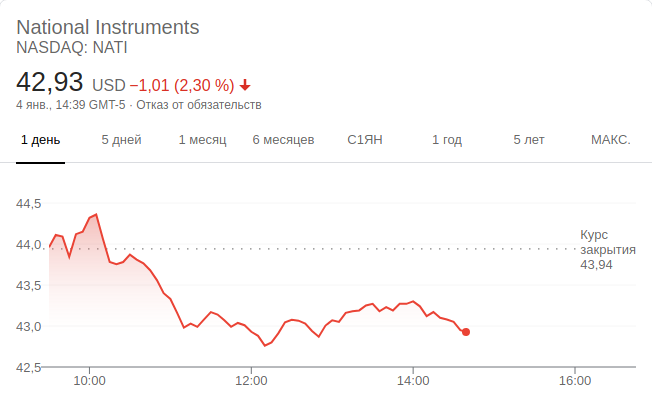 National Instruments
NASDAQ: NATI
42,93 USD −1,01 (2,30 %)
4 янв., 14:39 GMT-5 · Отказ от обязательств
1 день 5 дней 1 месяц 6 месяцев С1ЯН 1 год 5 лет МАКС.
44,5
44,0
43,5
43,0
42,5
Курс
закрытия
43,94
10:00 12:00 14:00 16:00